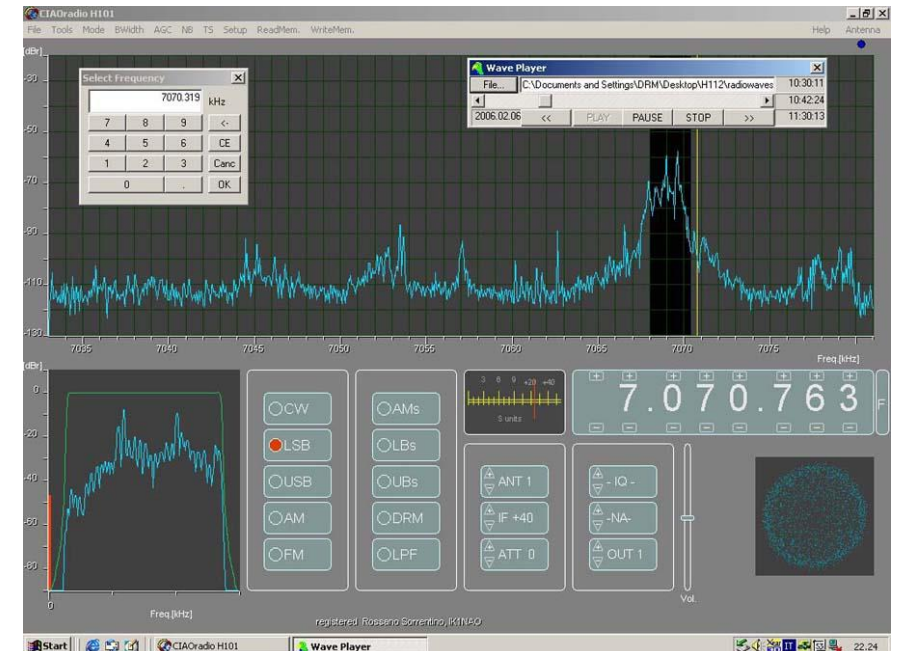 CIAOradio H101
File Tools Mode BWidth AGC NB TS Setup ReadMem. WriteMem. Help Antenna
[dBr]
Select Frequency
7070.319 kHz
7 8 9 <-
4 5 6 CE
1 2 3 Canc
0 . OK
Wave Player
File... C:\Documents and Settings\DRM\Desktop\H112\radiowaves 10:30:11
10:42:24
2006.02.06 << PLAY PAUSE STOP >> 11:30:13
-30
-50
-70
-90
-110
-130
7035 7040 7045 7050 7055 7060 7065 7070 7075
Freq.[kHz]
[dBr]
0
-20
-40
-60
0
Freq.[kHz]
CW AMs
LSB LBs
USB UBs
AM DRM
FM LPF
3 6 9 +20 +40
S units
7.070.763
F
ANT 1 - IQ -
IF +40 -NA-
ATT 0 OUT 1
Vol.
registered: Rosseno Sorrentino, IK1NAO
Start CIAOradio H101 Wave Player IT 22.24